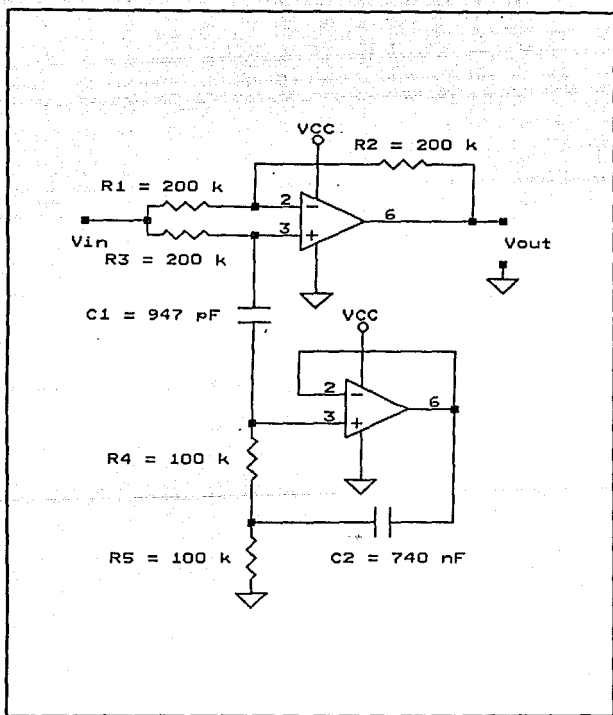 VCC
R2 = 200 k
R1 = 200 k
2
-
6
3
+
Vin
Vout
R3 = 200 k
C1 = 947 pF
VCC
2
-
6
3
+
R4 = 100 k
R5 = 100 k
C2 = 740 nF